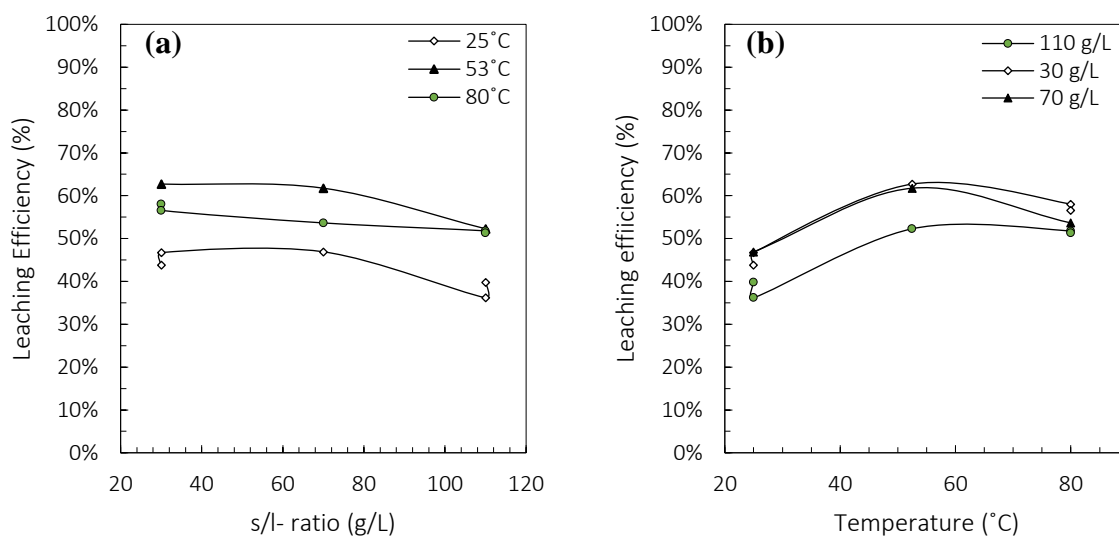 (a)
25˚C
53˚C
80˚C
100%
90%
80%
70%
60%
50%
40%
30%
20%
10%
0%
Leaching Efficiency (%)
20 40 60 80 100 120
s/l- ratio (g/L)
(b)
110 g/L
30 g/L
70 g/L
100%
90%
80%
70%
60%
50%
40%
30%
20%
10%
0%
Leaching efficiency (%)
20 40 60 80
Temperature (˚C)